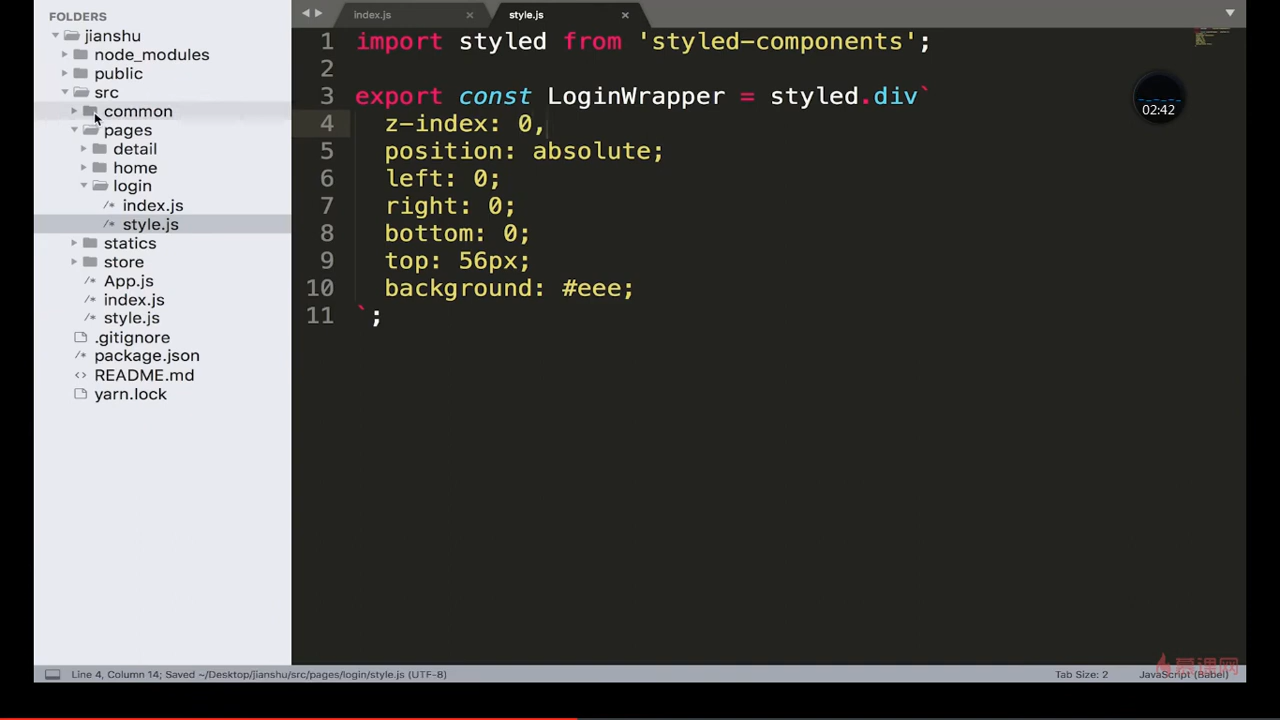 FOLDERS
jianshu
node_modules
public
src
common
pages
detail
home
login
index.js
style.js
statics
store
App.js
index.js
style.js
.gitignore
package.json
README.md
yarn.lock
index.js
style.js
1 import styled from 'styled-components';
2
3 export const LoginWrapper = styled.div`
4 z-index: 0,
5 position: absolute;
6 left: 0;
7 right: 0;
8 bottom: 0;
9 top: 56px;
10 background: #eee;
11 `;
02:42
慕课网
Line 4, Column 14; Saved ~/Desktop/jianshu/src/pages/login/style.js (UTF-8)
Tab Size: 2
JavaScript (Babel)